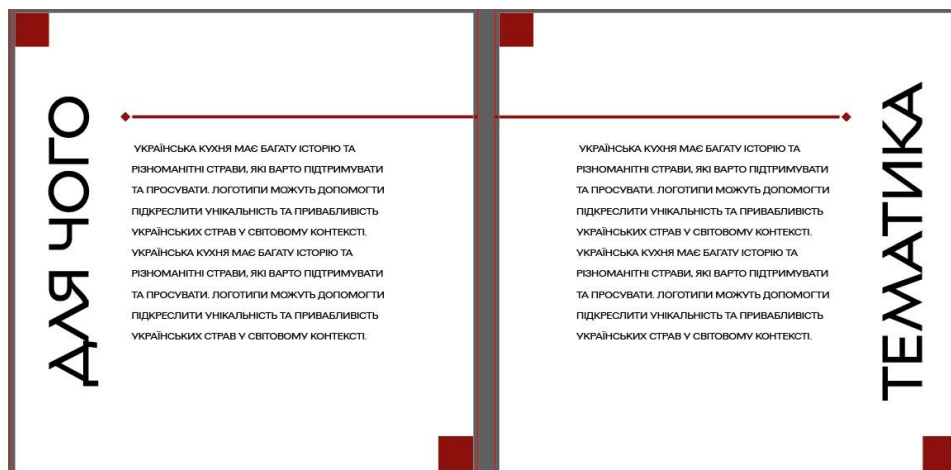 ДЛЯ ЧОГО
УКРАЇНСЬКА КУХНЯ МАЄ БАГАТУ ІСТОРІЮ ТА
РІЗНОМАНІТНІ СТРАВИ, ЯКІ ВАРТО ПІДТРИМУВАТИ
ТА ПРОСУВАТИ. ЛОГОТИПИ МОЖУТЬ ДОПОМОГТИ
ПІДКРЕСЛИТИ УНІКАЛЬНІСТЬ ТА ПРИВАБЛИВІСТЬ
УКРАЇНСЬКИХ СТРАВ У СВІТОВОМУ КОНТЕКСТІ.
УКРАЇНСЬКА КУХНЯ МАЄ БАГАТУ ІСТОРІЮ ТА
РІЗНОМАНІТНІ СТРАВИ, ЯКІ ВАРТО ПІДТРИМУВАТИ
ТА ПРОСУВАТИ. ЛОГОТИПИ МОЖУТЬ ДОПОМОГТИ
ПІДКРЕСЛИТИ УНІКАЛЬНІСТЬ ТА ПРИВАБЛИВІСТЬ
УКРАЇНСЬКИХ СТРАВ У СВІТОВОМУ КОНТЕКСТІ.
УКРАЇНСЬКА КУХНЯ МАЄ БАГАТУ ІСТОРІЮ ТА
РІЗНОМАНІТНІ СТРАВИ, ЯКІ ВАРТО ПІДТРИМУВАТИ
ТА ПРОСУВАТИ. ЛОГОТИПИ МОЖУТЬ ДОПОМОГТИ
ПІДКРЕСЛИТИ УНІКАЛЬНІСТЬ ТА ПРИВАБЛИВІСТЬ
УКРАЇНСЬКИХ СТРАВ У СВІТОВОМУ КОНТЕКСТІ.
УКРАЇНСЬКА КУХНЯ МАЄ БАГАТУ ІСТОРІЮ ТА
РІЗНОМАНІТНІ СТРАВИ, ЯКІ ВАРТО ПІДТРИМУВАТИ
ТА ПРОСУВАТИ. ЛОГОТИПИ МОЖУТЬ ДОПОМОГТИ
ПІДКРЕСЛИТИ УНІКАЛЬНІСТЬ ТА ПРИВАБЛИВІСТЬ
УКРАЇНСЬКИХ СТРАВ У СВІТОВОМУ КОНТЕКСТІ.
ТЕМАТИКА